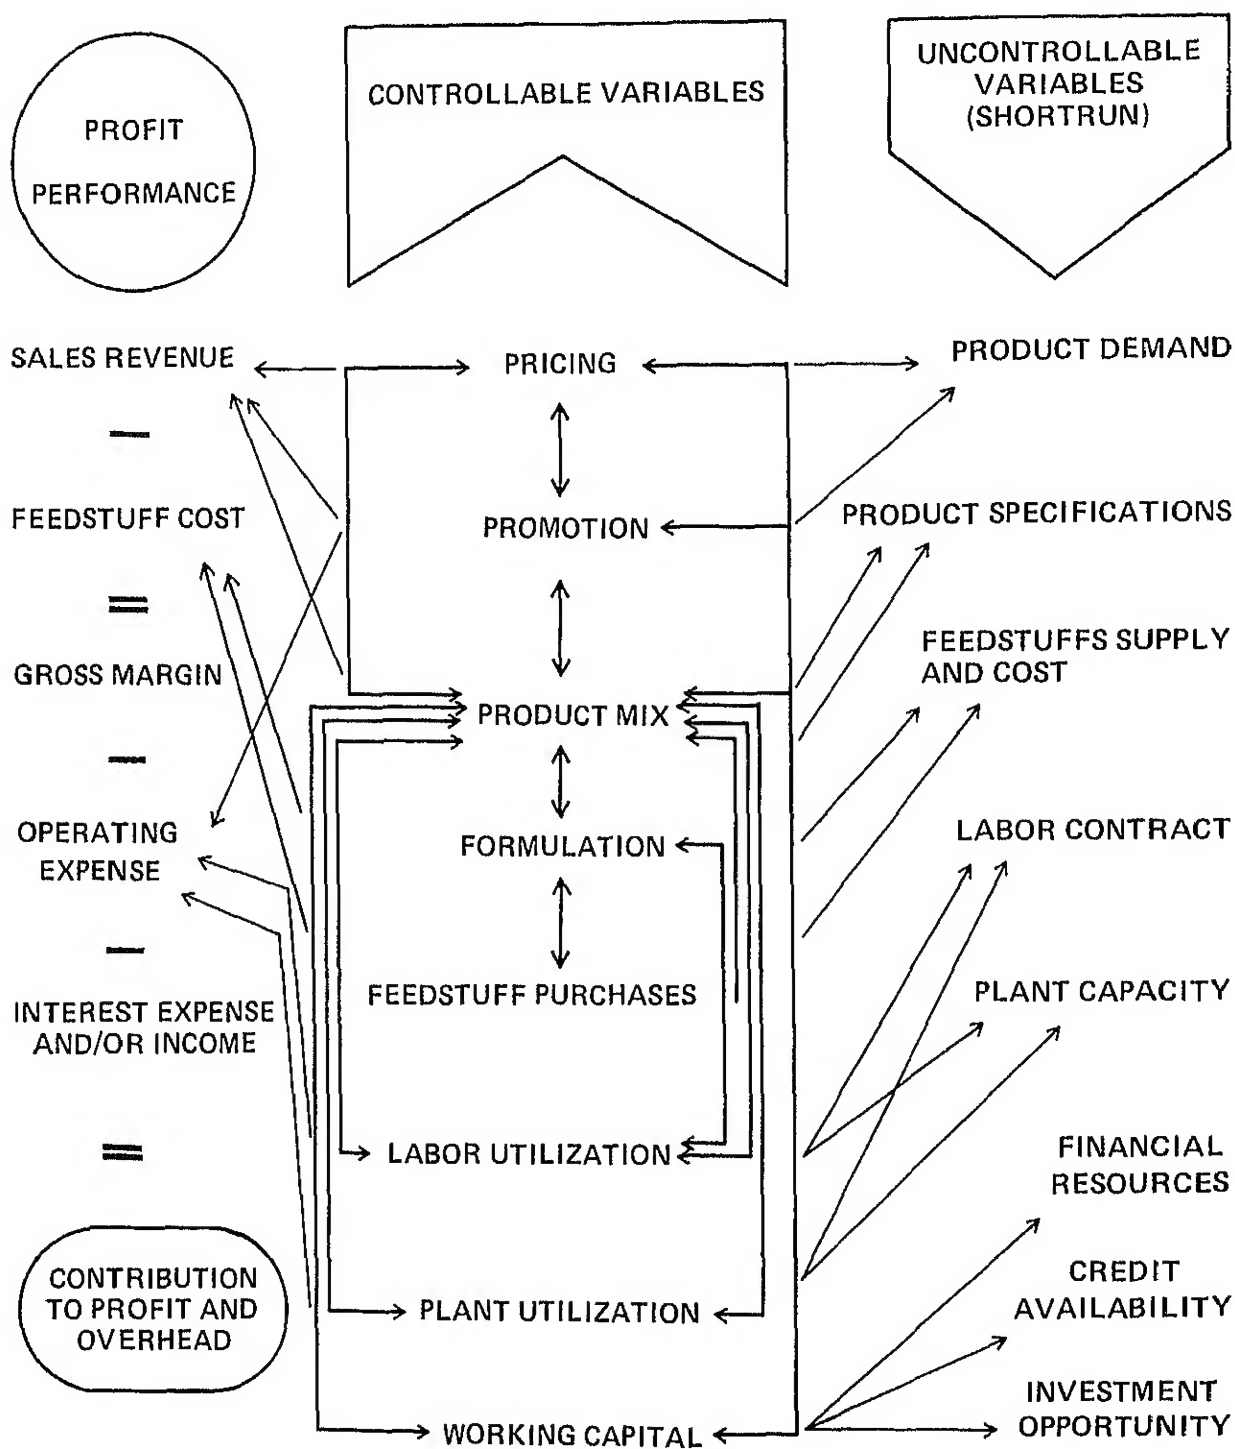 PROFIT
PERFORMANCE
CONTROLLABLE VARIABLES
UNCONTROLLABLE
VARIABLES
(SHORTRUN)
SALES REVENUE
—
FEEDSTUFF COST
=
GROSS MARGIN
—
OPERATING
EXPENSE
—
INTEREST EXPENSE
AND/OR INCOME
=
CONTRIBUTION
TO PROFIT AND
OVERHEAD
PRICING
PROMOTION
PRODUCT MIX
FORMULATION
FEEDSTUFF PURCHASES
LABOR UTILIZATION
PLANT UTILIZATION
WORKING CAPITAL
PRODUCT DEMAND
PRODUCT SPECIFICATIONS
FEEDSTUFFS SUPPLY
AND COST
LABOR CONTRACT
PLANT CAPACITY
FINANCIAL
RESOURCES
CREDIT
AVAILABILITY
INVESTMENT
OPPORTUNITY